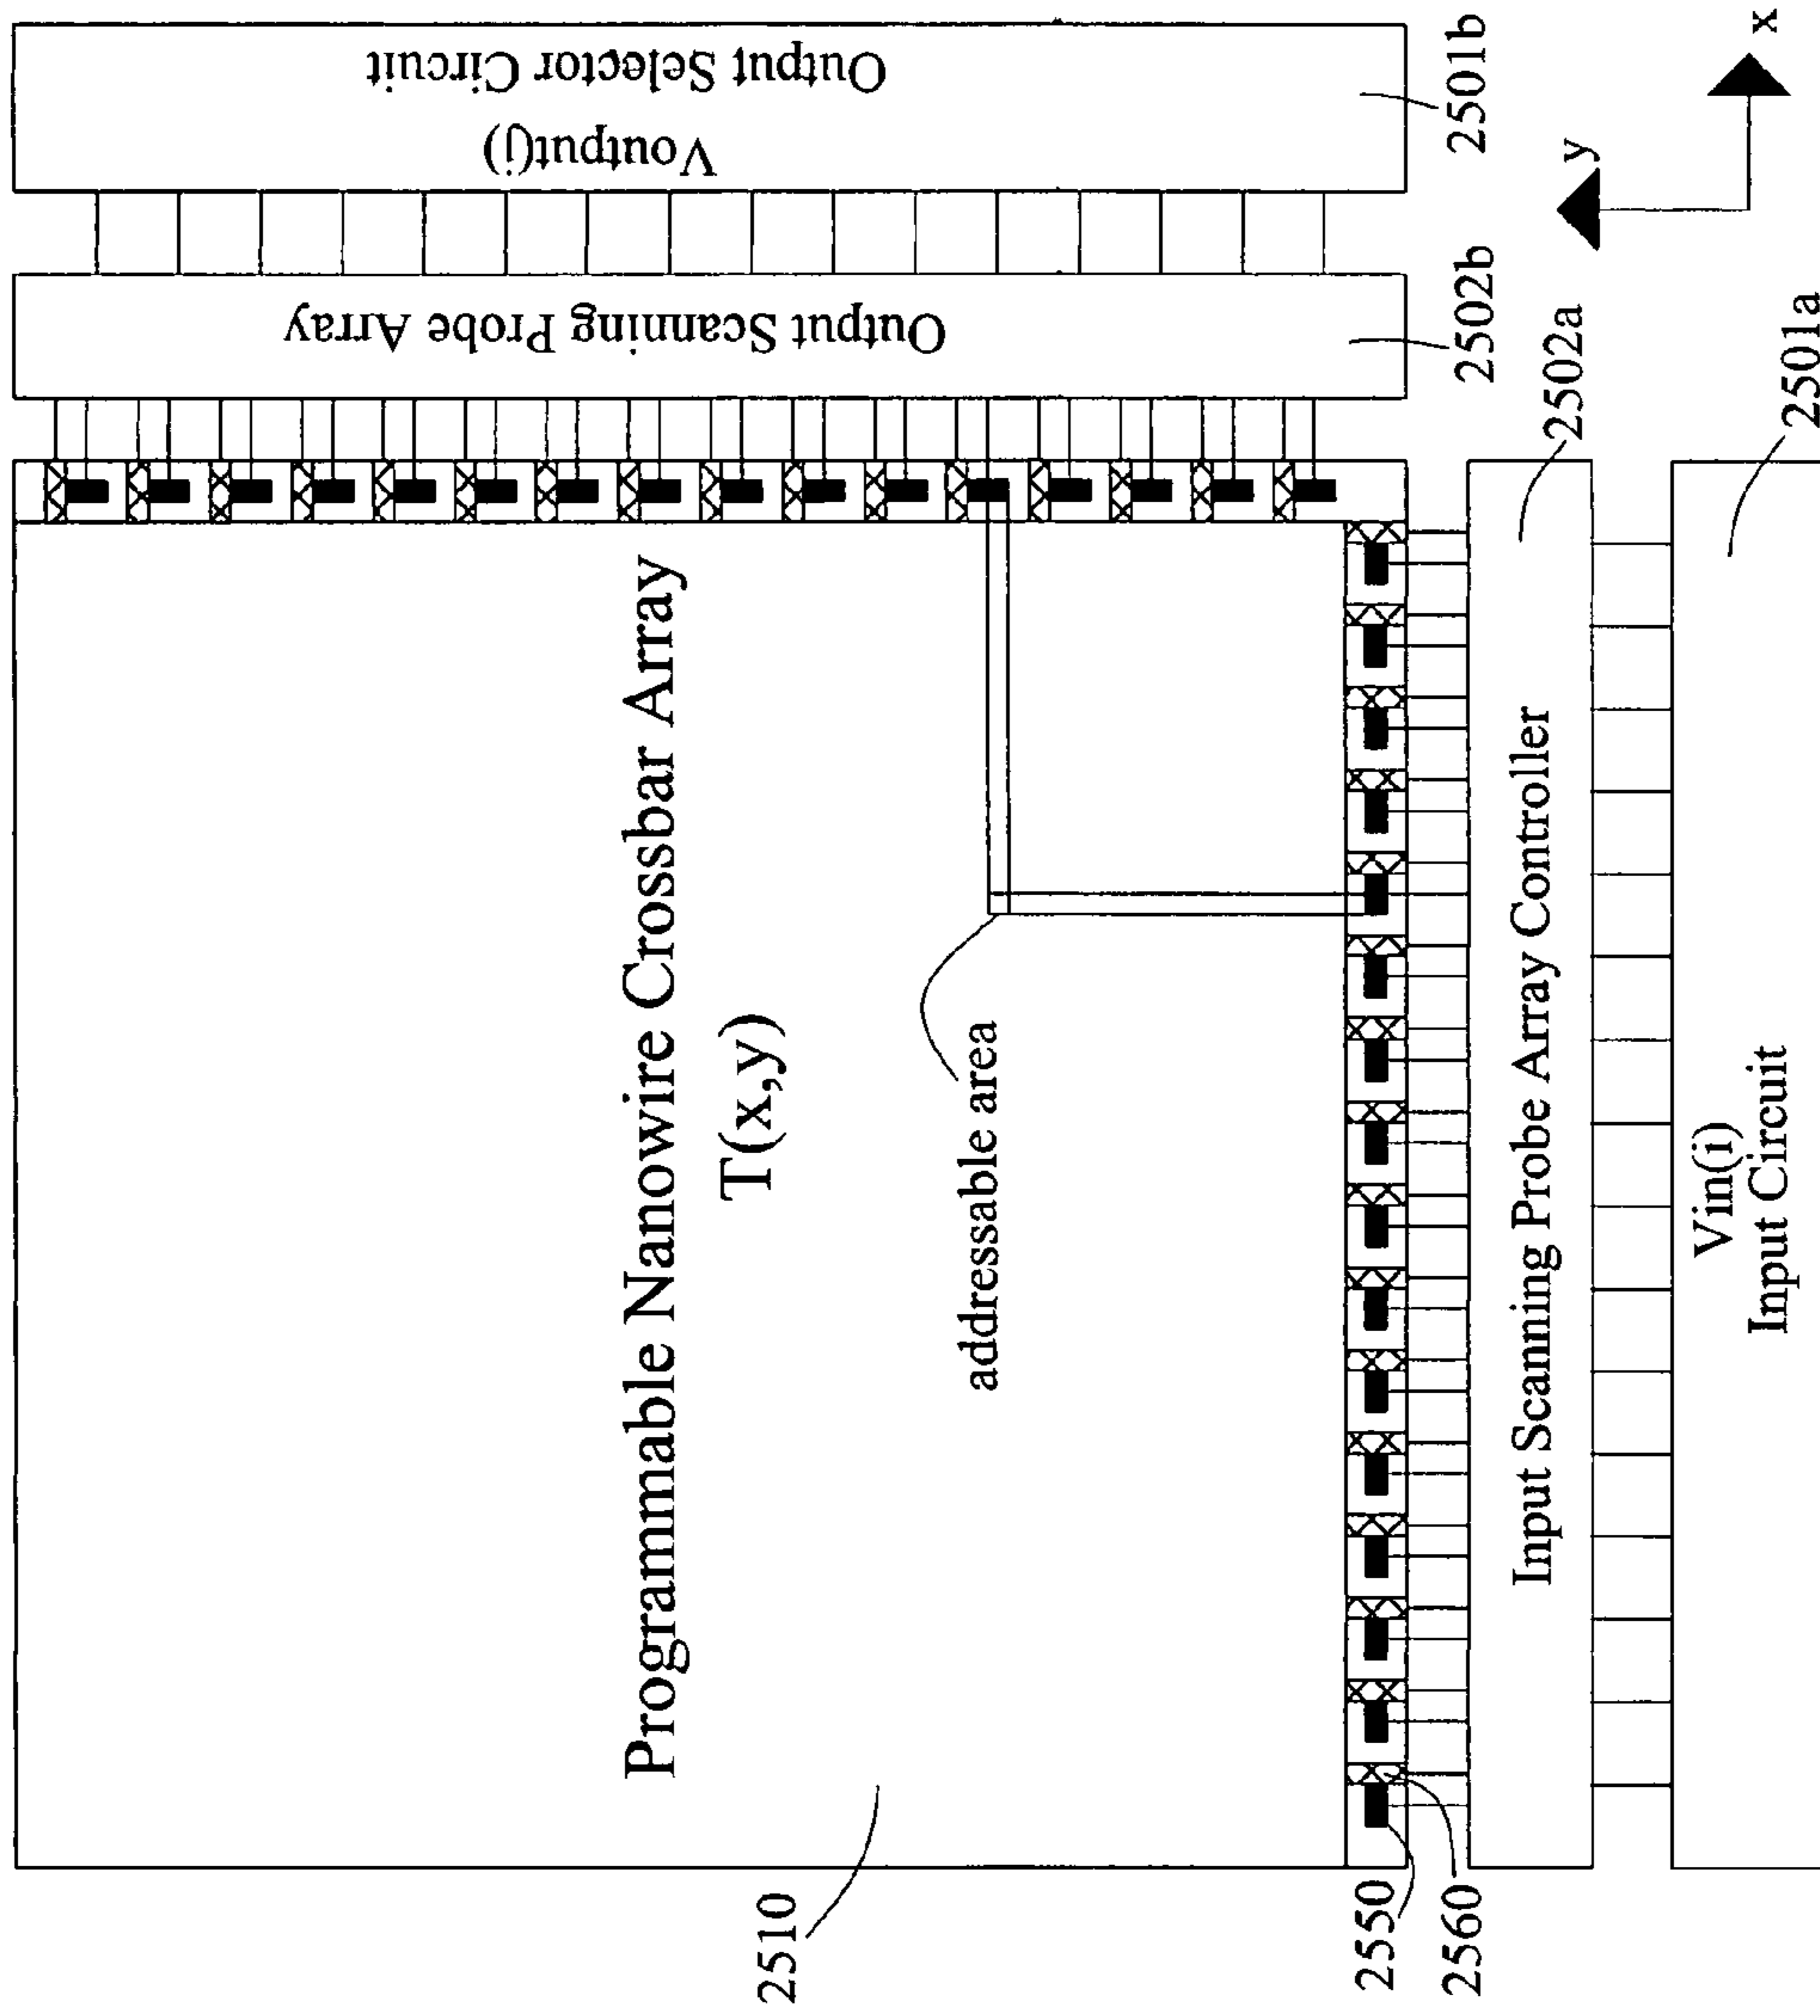 Output Selector Circuit
Voutput(j)
2501b
Output Scanning Probe Array
2502b
y
x
Programmable Nanowire Crossbar Array
T(x,y)
addressable area
2510
2550
2560
Input Scanning Probe Array Controller
2502a
Vin(i)
Input Circuit
2501a